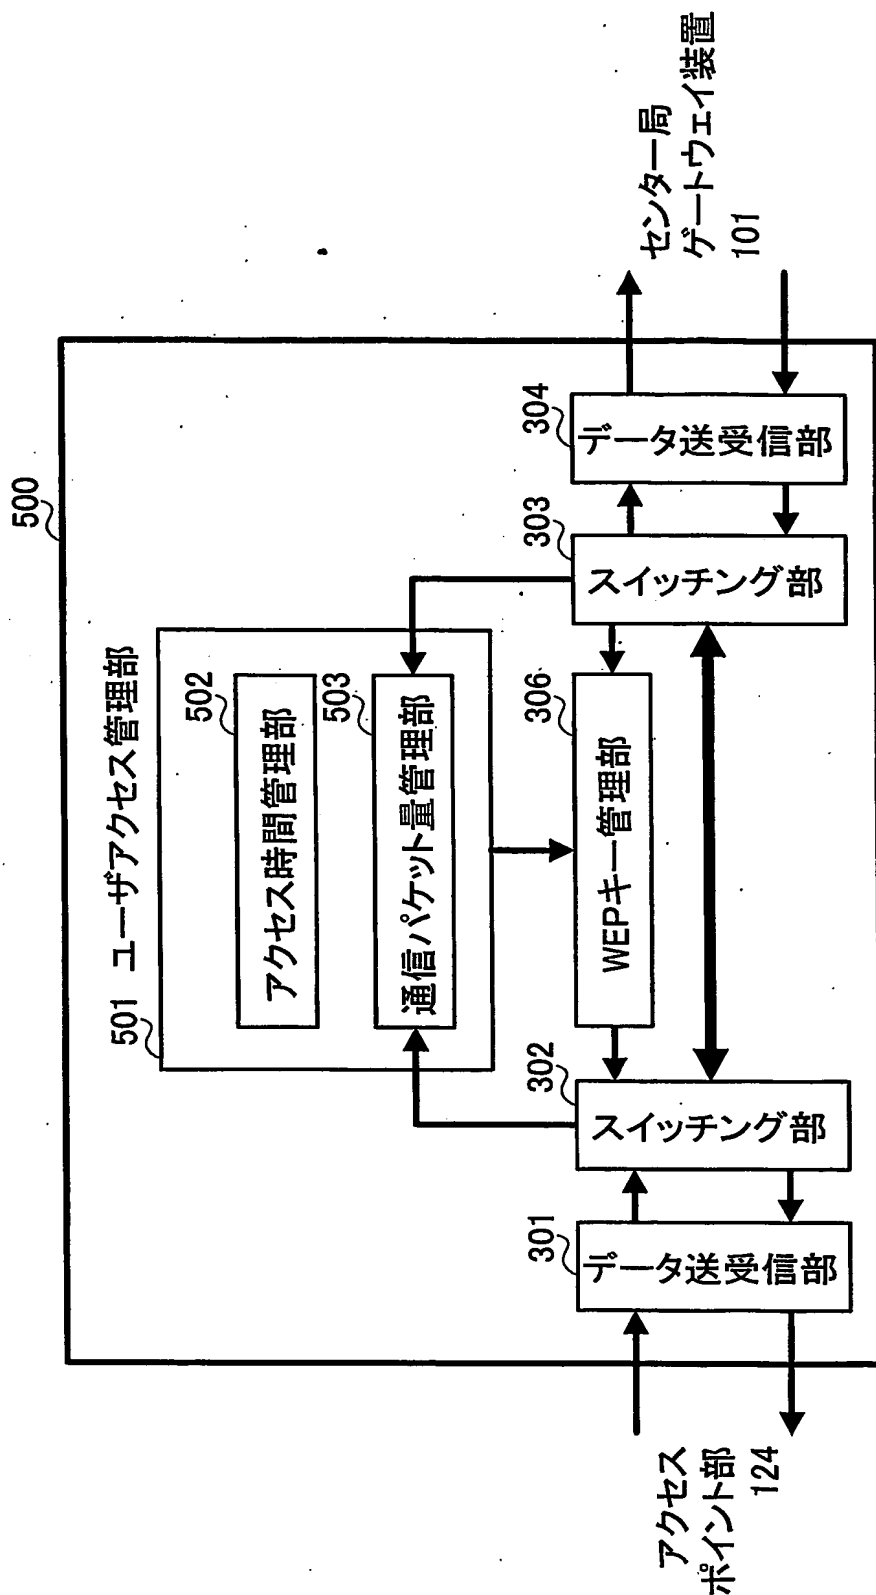 500
501 ユーザアクセス管理部
502
アクセス時間管理部
503
通信パケット量管理部
301
データ送受信部
302
スイッチング部
306
WEPキー管理部
303
スイッチング部
304
データ送受信部
アクセス
ポイント部
124
センター局
ゲートウェイ装置
101